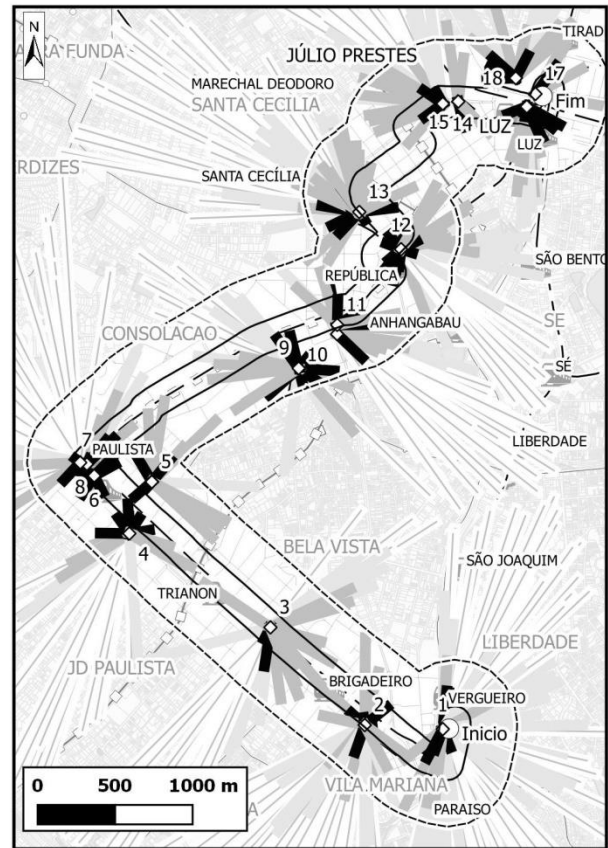 N
TIRAD
RRA FUNDA
JÚLIO PRESTES
18
17
MARECHAL DEODORO
Fim
SANTA CECILIA
15
14
LUZ
LUZ
ERDIZES
SANTA CECÍLIA
13
12
REPÚBLICA
SÃO BENTO
11
CONSOLACAO
ANHANGABAU
SE
9
10
SÉ
7
PAULISTA
5
LIBERDADE
8
6
4
BELA VISTA
SÃO JOAQUIM
TRIANON
3
LIBERDADE
JD PAULISTA
BRIGADEIRO
VERGUEIRO
2
1
Inicio
0 500 1000 m
VILA MARIANA
PARAISO